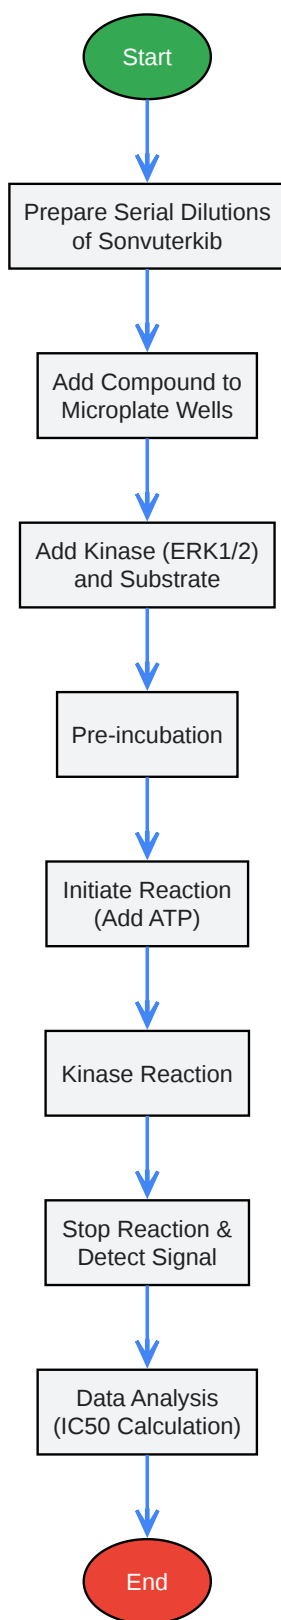 Start
Prepare Serial Dilutions
of Sonvuterkib
Add Compound to
Microplate Wells
Add Kinase (ERK1/2)
and Substrate
Pre-incubation
Initiate Reaction
(Add ATP)
Kinase Reaction
Stop Reaction &
Detect Signal
Data Analysis
(IC50 Calculation)
End